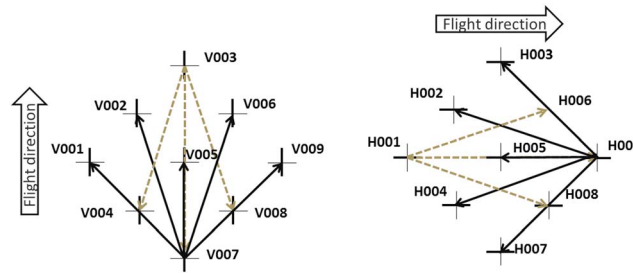 Flight direction
V003
V002
V006
V001
V005
V009
V004
V008
V007
Flight direction
H003
H002
H006
H001
H005
H00
H004
H008
H007